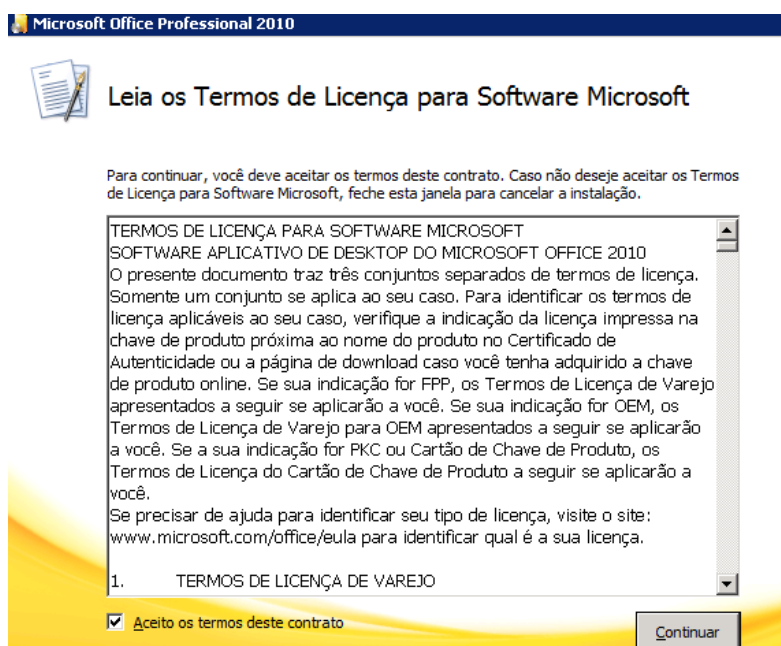 Microsoft Office Professional 2010
Leia os Termos de Licença para Software Microsoft
Para continuar, você deve aceitar os termos deste contrato. Caso não deseje aceitar os Termos
de Licença para Software Microsoft, feche esta janela para cancelar a instalação.
TERMOS DE LICENÇA PARA SOFTWARE MICROSOFT
SOFTWARE APLICATIVO DE DESKTOP DO MICROSOFT OFFICE 2010
O presente documento traz três conjuntos separados de termos de licença.
Somente um conjunto se aplica ao seu caso. Para identificar os termos de
licença aplicáveis ao seu caso, verifique a indicação da licença impressa na
chave de produto próxima ao nome do produto no Certificado de
Autenticidade ou a página de download caso você tenha adquirido a chave
de produto online. Se sua indicação for FPP, os Termos de Licença de Varejo
apresentados a seguir se aplicarão a você. Se sua indicação for OEM, os
Termos de Licença de Varejo para OEM apresentados a seguir se aplicarão
a você. Se a sua indicação for PKC ou Cartão de Chave de Produto, os
Termos de Licença do Cartão de Chave de Produto a seguir se aplicarão a
você.
Se precisar de ajuda para identificar seu tipo de licença, visite o site:
www.microsoft.com/office/eula para identificar qual é a sua licença.
1. TERMOS DE LICENÇA DE VAREJO
Aceito os termos deste contrato
Continuar